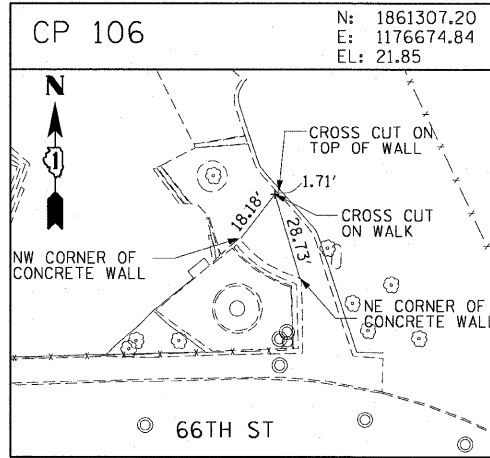 CP 106
N: 1861307.20
E: 1176674.84
EL: 21.85
N
1
CROSS CUT ON
TOP OF WALL
1.71'
18.18'
CROSS CUT
ON WALK
28.73'
NW CORNER OF
CONCRETE WALL
NE CORNER OF
CONCRETE WALL
66TH ST